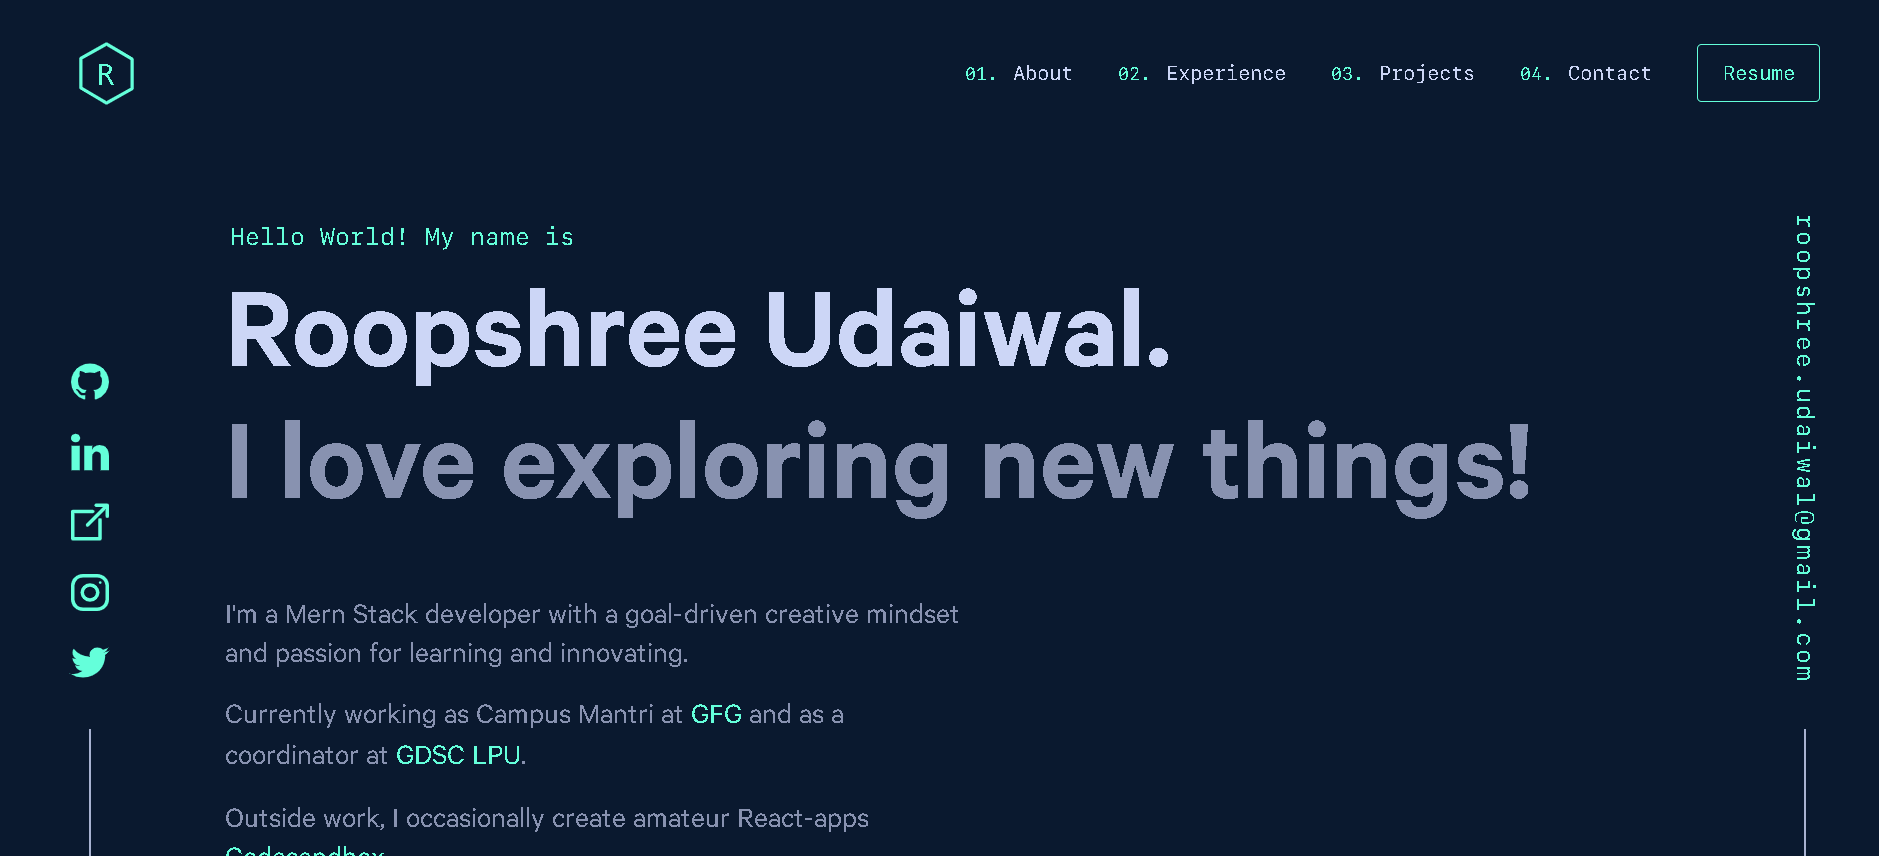 R
01. About 02. Experience 03. Projects 04. Contact Resume
Hello World! My name is
Roopshree Udaiwal.
I love exploring new things!
I'm a Mern Stack developer with a goal-driven creative mindset
and passion for learning and innovating.
Currently working as Campus Mantri at GFG and as a
coordinator at GDSC LPU.
Outside work, I occasionally create amateur React-apps
Codesandbox
roopshree.udaiwal@gmail.com